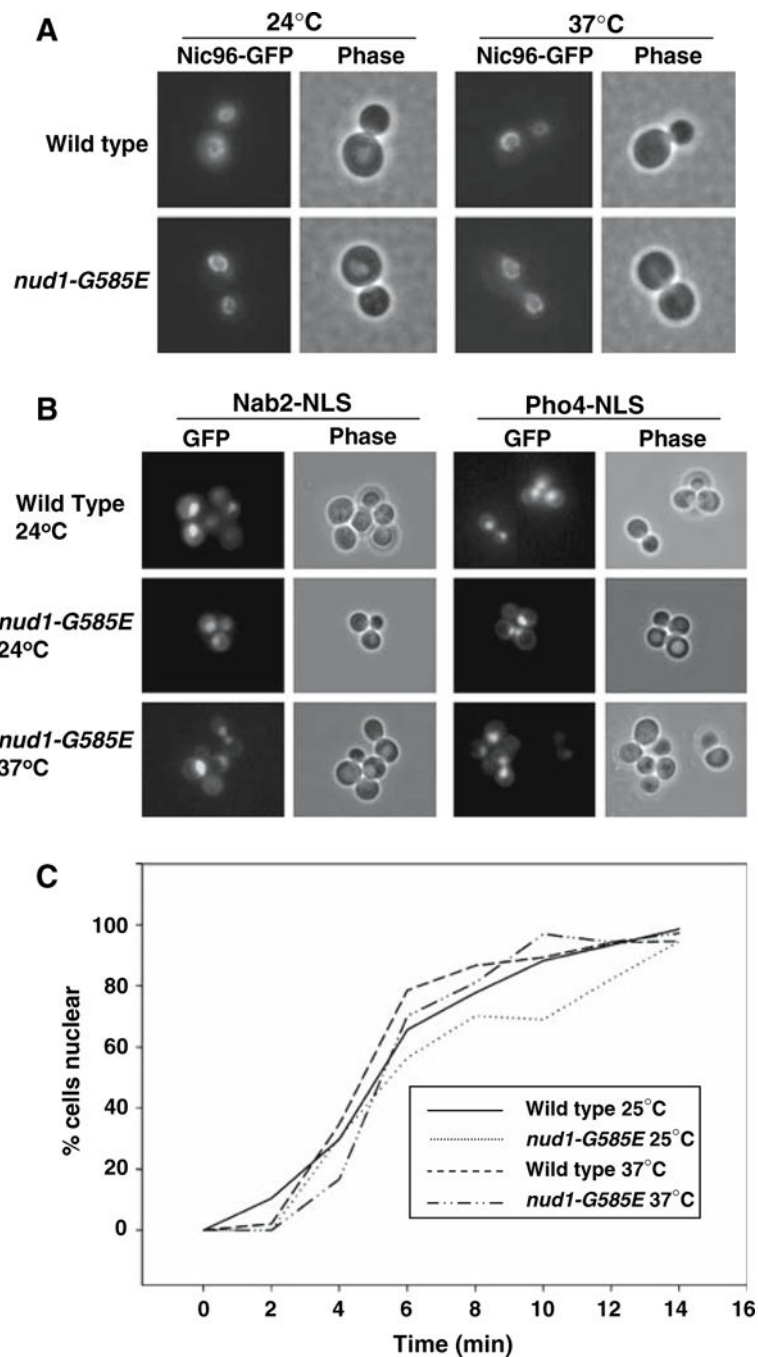 A
24°C
37°C
Nic96-GFP Phase Nic96-GFP Phase
Wild type
nud1-G585E
B
Nab2-NLS
Pho4-NLS
GFP Phase GFP Phase
Wild Type
24°C
nud1-G585E
24°C
nud1-G585E
37°C
C
% cells nuclear
100
80
60
40
20
0
Wild type 25°C
nud1-G585E 25°C
Wild type 37°C
nud1-G585E 37°C
0 2 4 6 8 10 12 14 16
Time (min)